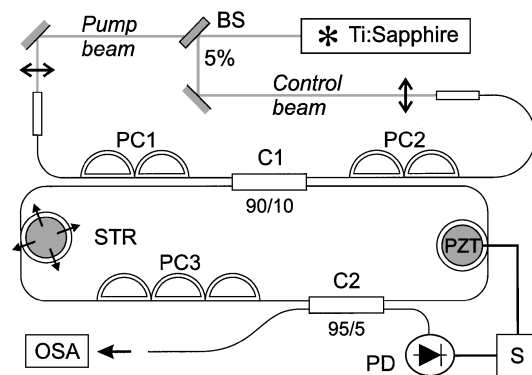 Pump
beam
BS
Ti:Sapphire
5%
Control
beam
PC1
C1
PC2
90/10
STR
PZT
PC3
C2
95/5
OSA
PD
S